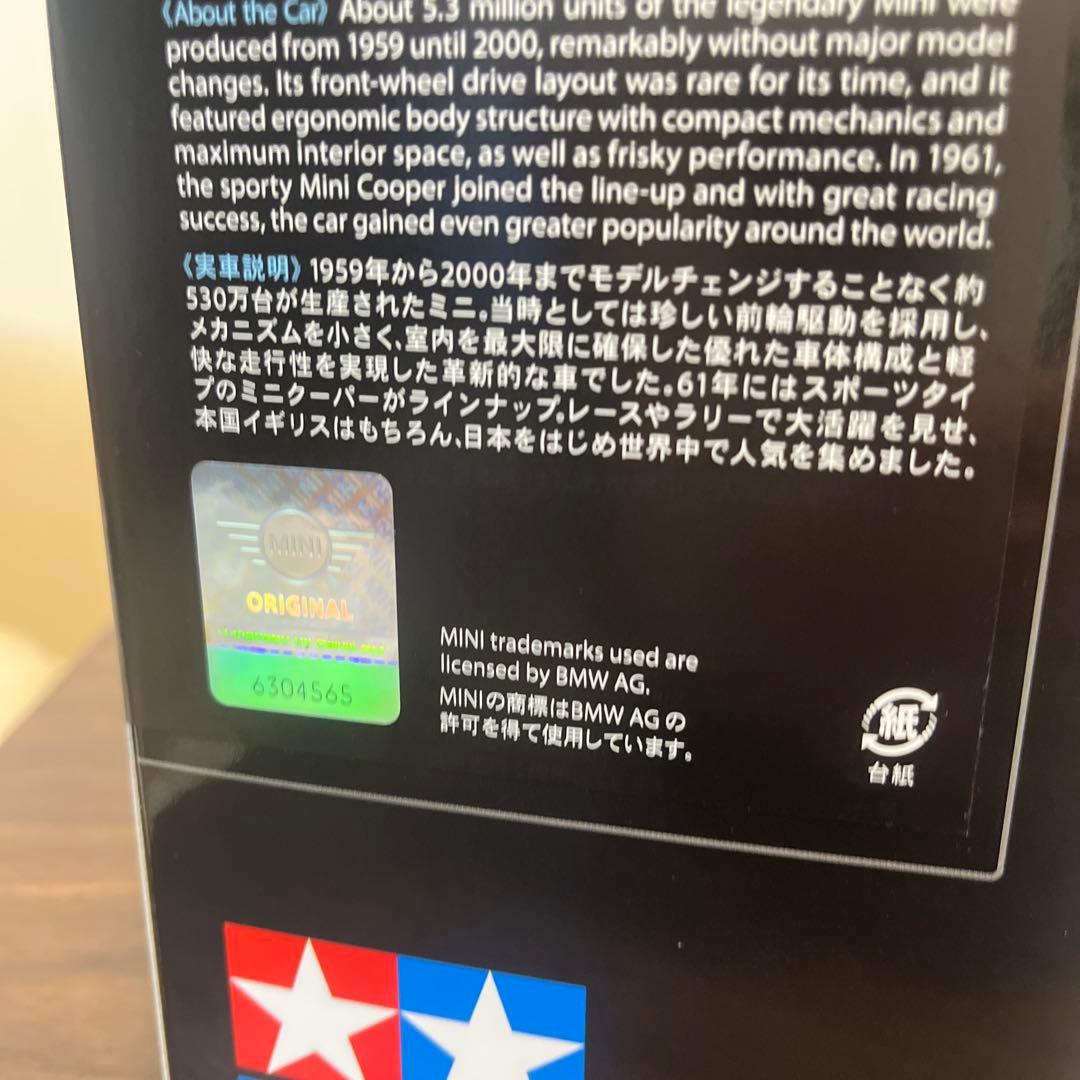 《About the Car》 About 5.3 million units of the legendary Mini were
produced from 1959 until 2000, remarkably without major model
changes. Its front-wheel drive layout was rare for its time, and it
featured ergonomic body structure with compact mechanics and
maximum interior space, as well as frisky performance. In 1961,
the sporty Mini Cooper joined the line-up and with great racing
success, the car gained even greater popularity around the world.
《実車説明》1959年から2000年までモデルチェンジすることなく約
530万台が生産されたミニ。当時としては珍しい前輪駆動を採用し、
メカニズムを小さく、室内を最大限に確保した優れた車体構成と軽
快な走行性を実現した革新的な車でした。61年にはスポーツタイ
プのミニクーパーがラインナップ。レースやラリーで大活躍を見せ、
本国イギリスはもちろん、日本をはじめ世界中で人気を集めました。
MINI
ORIGINAL
6304565
MINI trademarks used are
licensed by BMW AG.
MINIの商標はBMW AG の
許可を得て使用しています。
紙
台紙